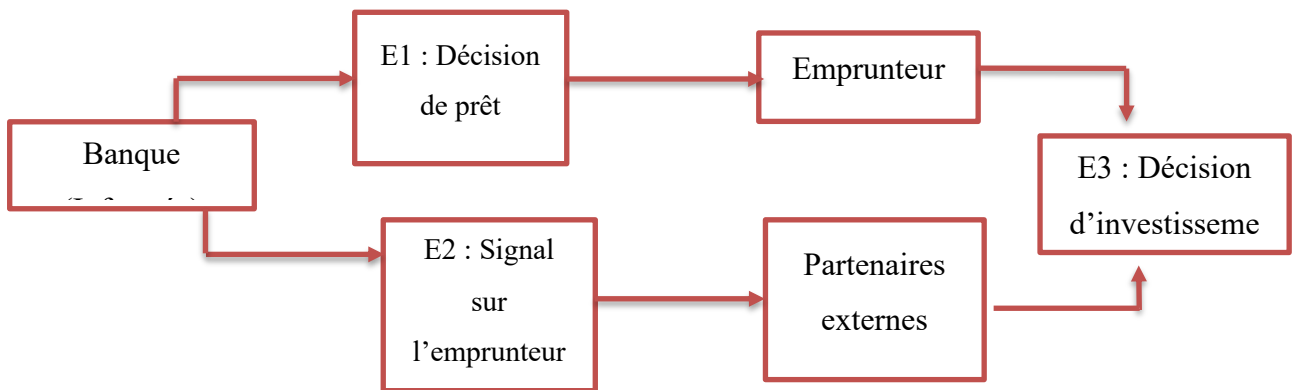 Banque
E1 : Décision
de prêt
Emprunteur
E2 : Signal
sur
l’emprunteur
Partenaires
externes
E3 : Décision
d’investisseme